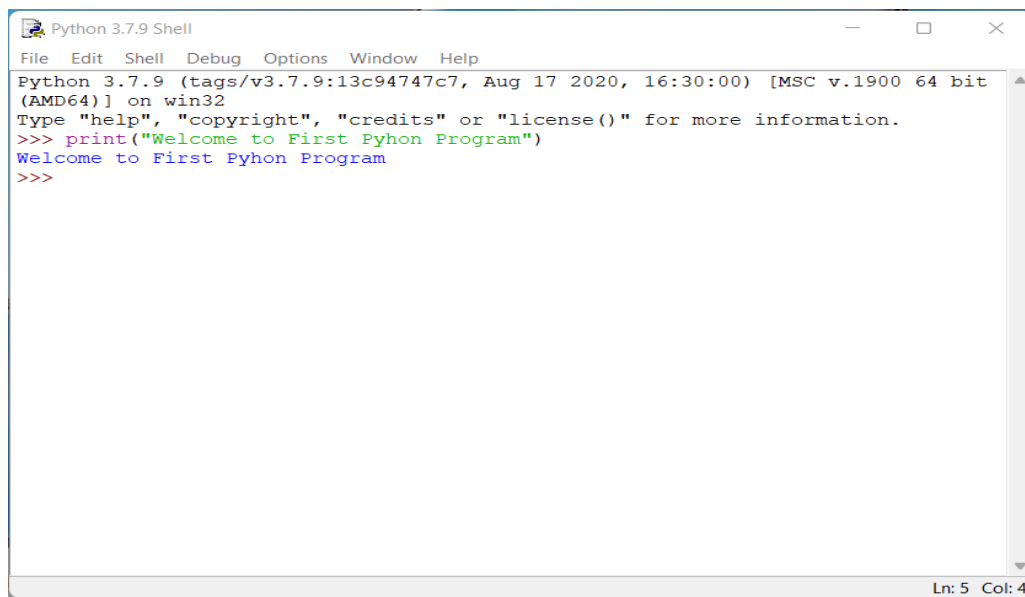 Python 3.7.9 Shell
File Edit Shell Debug Options Window Help
Python 3.7.9 (tags/v3.7.9:13c94747c7, Aug 17 2020, 16:30:00) [MSC v.1900 64 bit
(AMD64)] on win32
Type "help", "copyright", "credits" or "license()" for more information.
>>> print("Welcome to First Pyhon Program")
Welcome to First Pyhon Program
>>>
Ln: 5 Col: 4